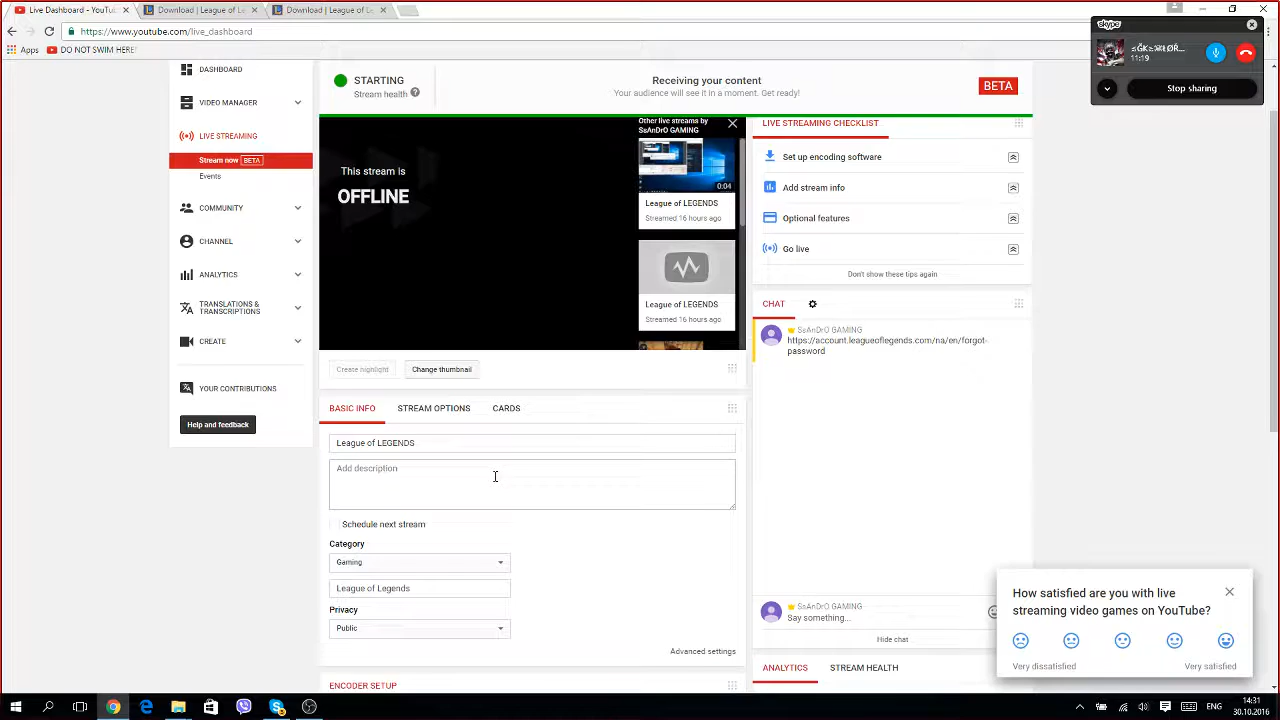 Live Dashboard - YouTu
Download | League of L
Download | League of Le
https://www.youtube.com/live_dashboard
Apps
DO NOT SWIM HERE!
skype
11:19
Stop sharing
DASHBOARD
VIDEO MANAGER
LIVE STREAMING
Stream now BETA
Events
COMMUNITY
CHANNEL
ANALYTICS
TRANSLATIONS &
TRANSCRIPTIONS
CREATE
YOUR CONTRIBUTIONS
Help and feedback
STARTING
Stream health ?
Receiving your content
Your audience will see it in a moment. Get ready!
BETA
This stream is
OFFLINE
Other live streams by
SsAnDrO GAMING
0:04
League of LEGENDS
Streamed 16 hours ago
League of LEGENDS
Streamed 16 hours ago
Create highlight
Change thumbnail
BASIC INFO
STREAM OPTIONS
CARDS
League of LEGENDS
Add description
Schedule next stream
Category
Gaming
League of Legends
Privacy
Public
Advanced settings
ENCODER SETUP
LIVE STREAMING CHECKLIST
Set up encoding software
Add stream info
Optional features
Go live
Don't show these tips again
CHAT
SsAnDrO GAMING
https://account.leagueoflegends.com/na/en/forgot-
password
SsAnDrO GAMING
Say something...
Hide chat
ANALYTICS
STREAM HEALTH
How satisfied are you with live
streaming video games on YouTube?
Very dissatisfied
Very satisfied
ENG
14:31
30.10.2016